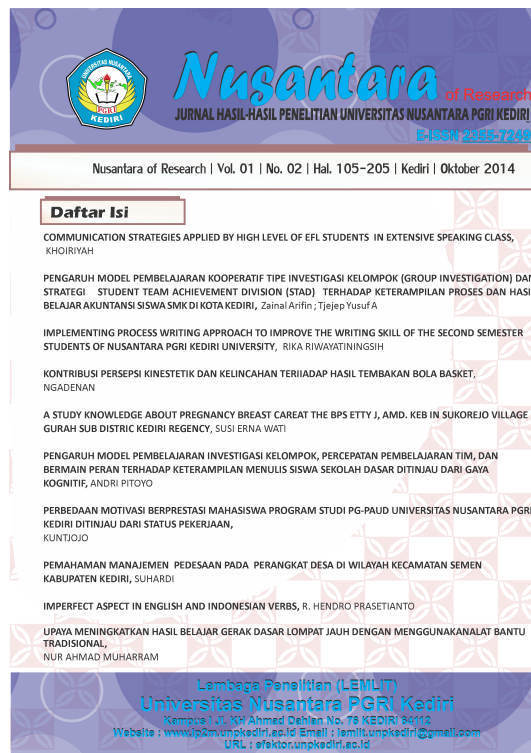 UNIVERSITAS NUSANTARA
PGRI
KEDIRI
Nusantara
of Research
JURNAL HASIL-HASIL PENELITIAN UNIVERSITAS NUSANTARA PGRI KEDIRI
E-ISSN 2355-7249
Nusantara of Research | Vol. 01 | No. 02 | Hal. 105-205 | Kediri | Oktober 2014
Daftar Isi
COMMUNICATION STRATEGIES APPLIED BY HIGH LEVEL OF EFL STUDENTS IN EXTENSIVE SPEAKING CLASS,
KHOIRIYAH
PENGARUH MODEL PEMBELAJARAN KOOPERATIF TIPE INVESTIGASI KELOMPOK (GROUP INVESTIGATION) DAN
STRATEGI STUDENT TEAM ACHIEVEMENT DIVISION (STAD) TERHADAP KETERAMPILAN PROSES DAN HASI
BELAJAR AKUNTANSI SISWA SMK DI KOTA KEDIRI, Zainal Arifin ; Tjejep Yusuf A
IMPLEMENTING PROCESS WRITING APPROACH TO IMPROVE THE WRITING SKILL OF THE SECOND SEMESTER
STUDENTS OF NUSANTARA PGRI KEDIRI UNIVERSITY, RIKA RIWAYATININGSIH
KONTRIBUSI PERSEPSI KINESTETIK DAN KELINCAHAN TERIIADAP HASIL TEMBAKAN BOLA BASKET,
NGADENAN
A STUDY KNOWLEDGE ABOUT PREGNANCY BREAST CAREAT THE BPS ETTY J, AMD. KEB IN SUKOREJO VILLAGE
GURAH SUB DISTRIC KEDIRI REGENCY, SUSI ERNA WATI
PENGARUH MODEL PEMBELAJARAN INVESTIGASI KELOMPOK, PERCEPATAN PEMBELAJARAN TIM, DAN
BERMAIN PERAN TERHADAP KETERAMPILAN MENULIS SISWA SEKOLAH DASAR DITINJAU DARI GAYA
KOGNITIF, ANDRI PITOYO
PERBEDAAN MOTIVASI BERPRESTASI MAHASISWA PROGRAM STUDI PG-PAUD UNIVERSITAS NUSANTARA PGRI
KEDIRI DITINJAU DARI STATUS PEKERJAAN,
KUNTJOJO
PEMAHAMAN MANAJEMEN PEDESAAN PADA PERANGKAT DESA DI WILAYAH KECAMATAN SEMEN
KABUPATEN KEDIRI, SUHARDI
IMPERFECT ASPECT IN ENGLISH AND INDONESIAN VERBS, R. HENDRO PRASETIANTO
UPAYA MENINGKATKAN HASIL BELAJAR GERAK DASAR LOMPAT JAUH DENGAN MENGGUNAKANALAT BANTU
TRADISIONAL,
NUR AHMAD MUHARRAM
Lembaga Penelitian (LEMLIT)
Universitas Nusantara PGRI Kediri
Kampus I Jl. KH Ahmad Dahlan No. 76 KEDIRI 64112
Website : www.lp2m.unpkediri.ac.id Email : lemlit.unpkediri@gmail.com
URL : efektor.unpkediri.ac.id